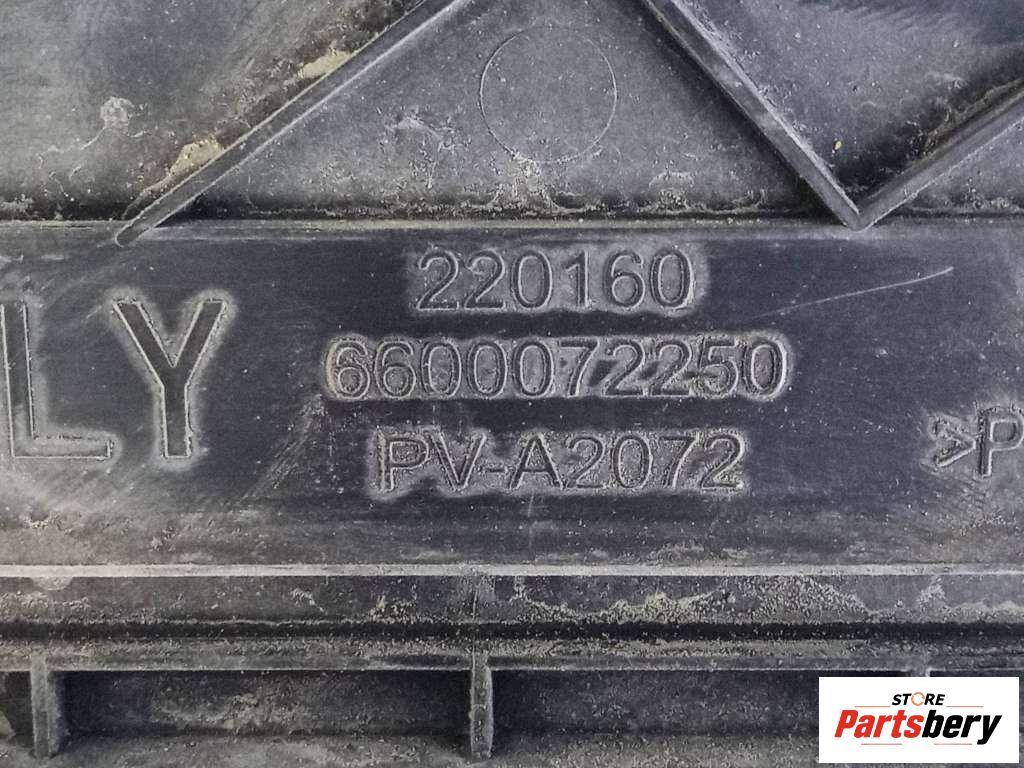 220160
LY
6600072250
PV-A2072
>P
STORE
Partsbery